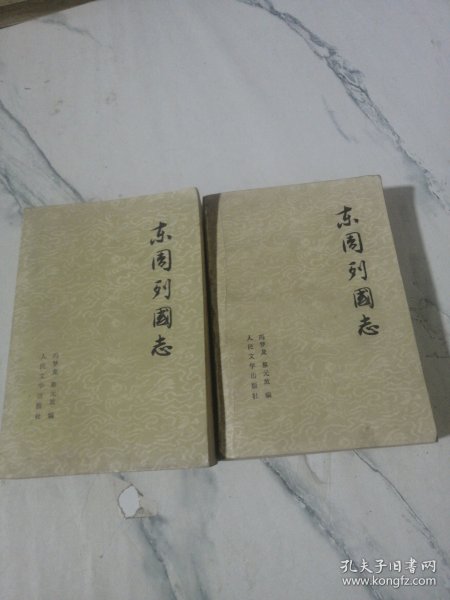 东周列國志
冯梦龙 蔡元放 编
人民文学出版社
东周列國志
冯梦龙 蔡元放 编
人民文学出版社
孔夫子旧书网
www.kongfz.com